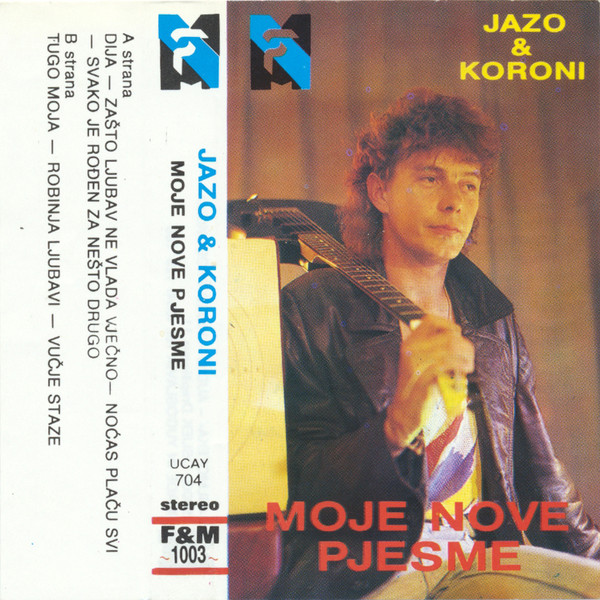 A strana
DIJA — ZAŠTO LJUBAV NE VLADA VJEČNO— NOĆAS PLAČU SVI
— SVAKO JE ROĐEN ZA NEŠTO DRUGO
B strana
TUGO MOJA — ROBINJA LJUBAVI — VUČJE STAZE
JAZO & KORONI
MOJE NOVE PJESME
UCAY
704
stereo
F&M
~1003~
JAZO
&
KORONI
MOJE NOVE
PJESME